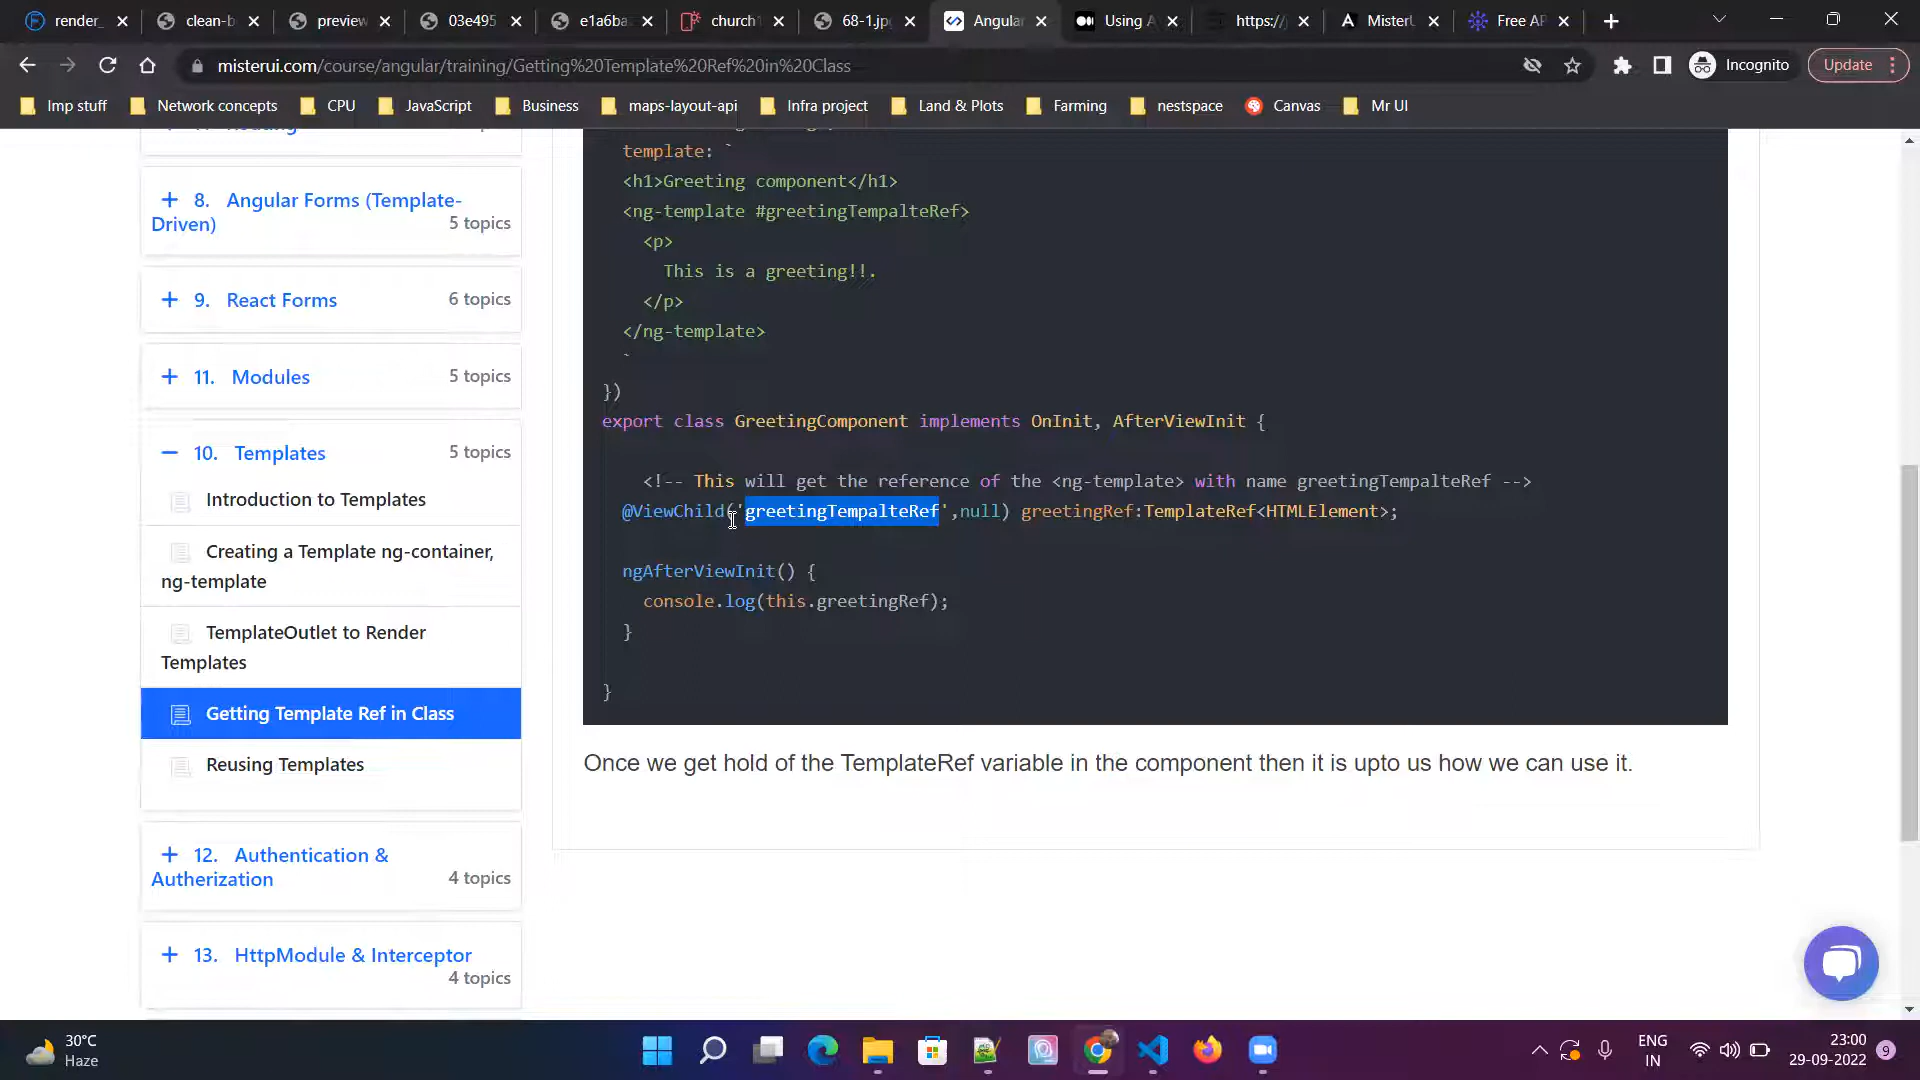 render_
clean-b
preview
03e495
e1a6ba
church
68-1.jp
Angular
Using A
https://
MisterU
Free AP
misterui.com/course/angular/training/Getting%20Template%20Ref%20in%20Class
Incognito
Update
Imp stuff
Network concepts
CPU
JavaScript
Business
maps-layout-api
Infra project
Land & Plots
Farming
nestspace
Canvas
Mr UI
8. Angular Forms (Template-
Driven)
5 topics
9. React Forms
6 topics
11. Modules
5 topics
10. Templates
5 topics
Introduction to Templates
Creating a Template ng-container,
ng-template
TemplateOutlet to Render
Templates
Getting Template Ref in Class
Reusing Templates
12. Authentication &
Autherization
4 topics
13. HttpModule & Interceptor
4 topics
template: `
<h1>Greeting component</h1>
<ng-template #greetingTempalteRef>
<p>
This is a greeting!!.
</p>
</ng-template>
`
})
export class GreetingComponent implements OnInit, AfterViewInit {
<!-- This will get the reference of the <ng-template> with name greetingTempalteRef -->
@ViewChild('greetingTempalteRef',null) greetingRef:TemplateRef<HTMLElement>;
ngAfterViewInit() {
console.log(this.greetingRef);
}
}
Once we get hold of the TemplateRef variable in the component then it is upto us how we can use it.
30°C
Haze
ENG
IN
23:00
29-09-2022
9